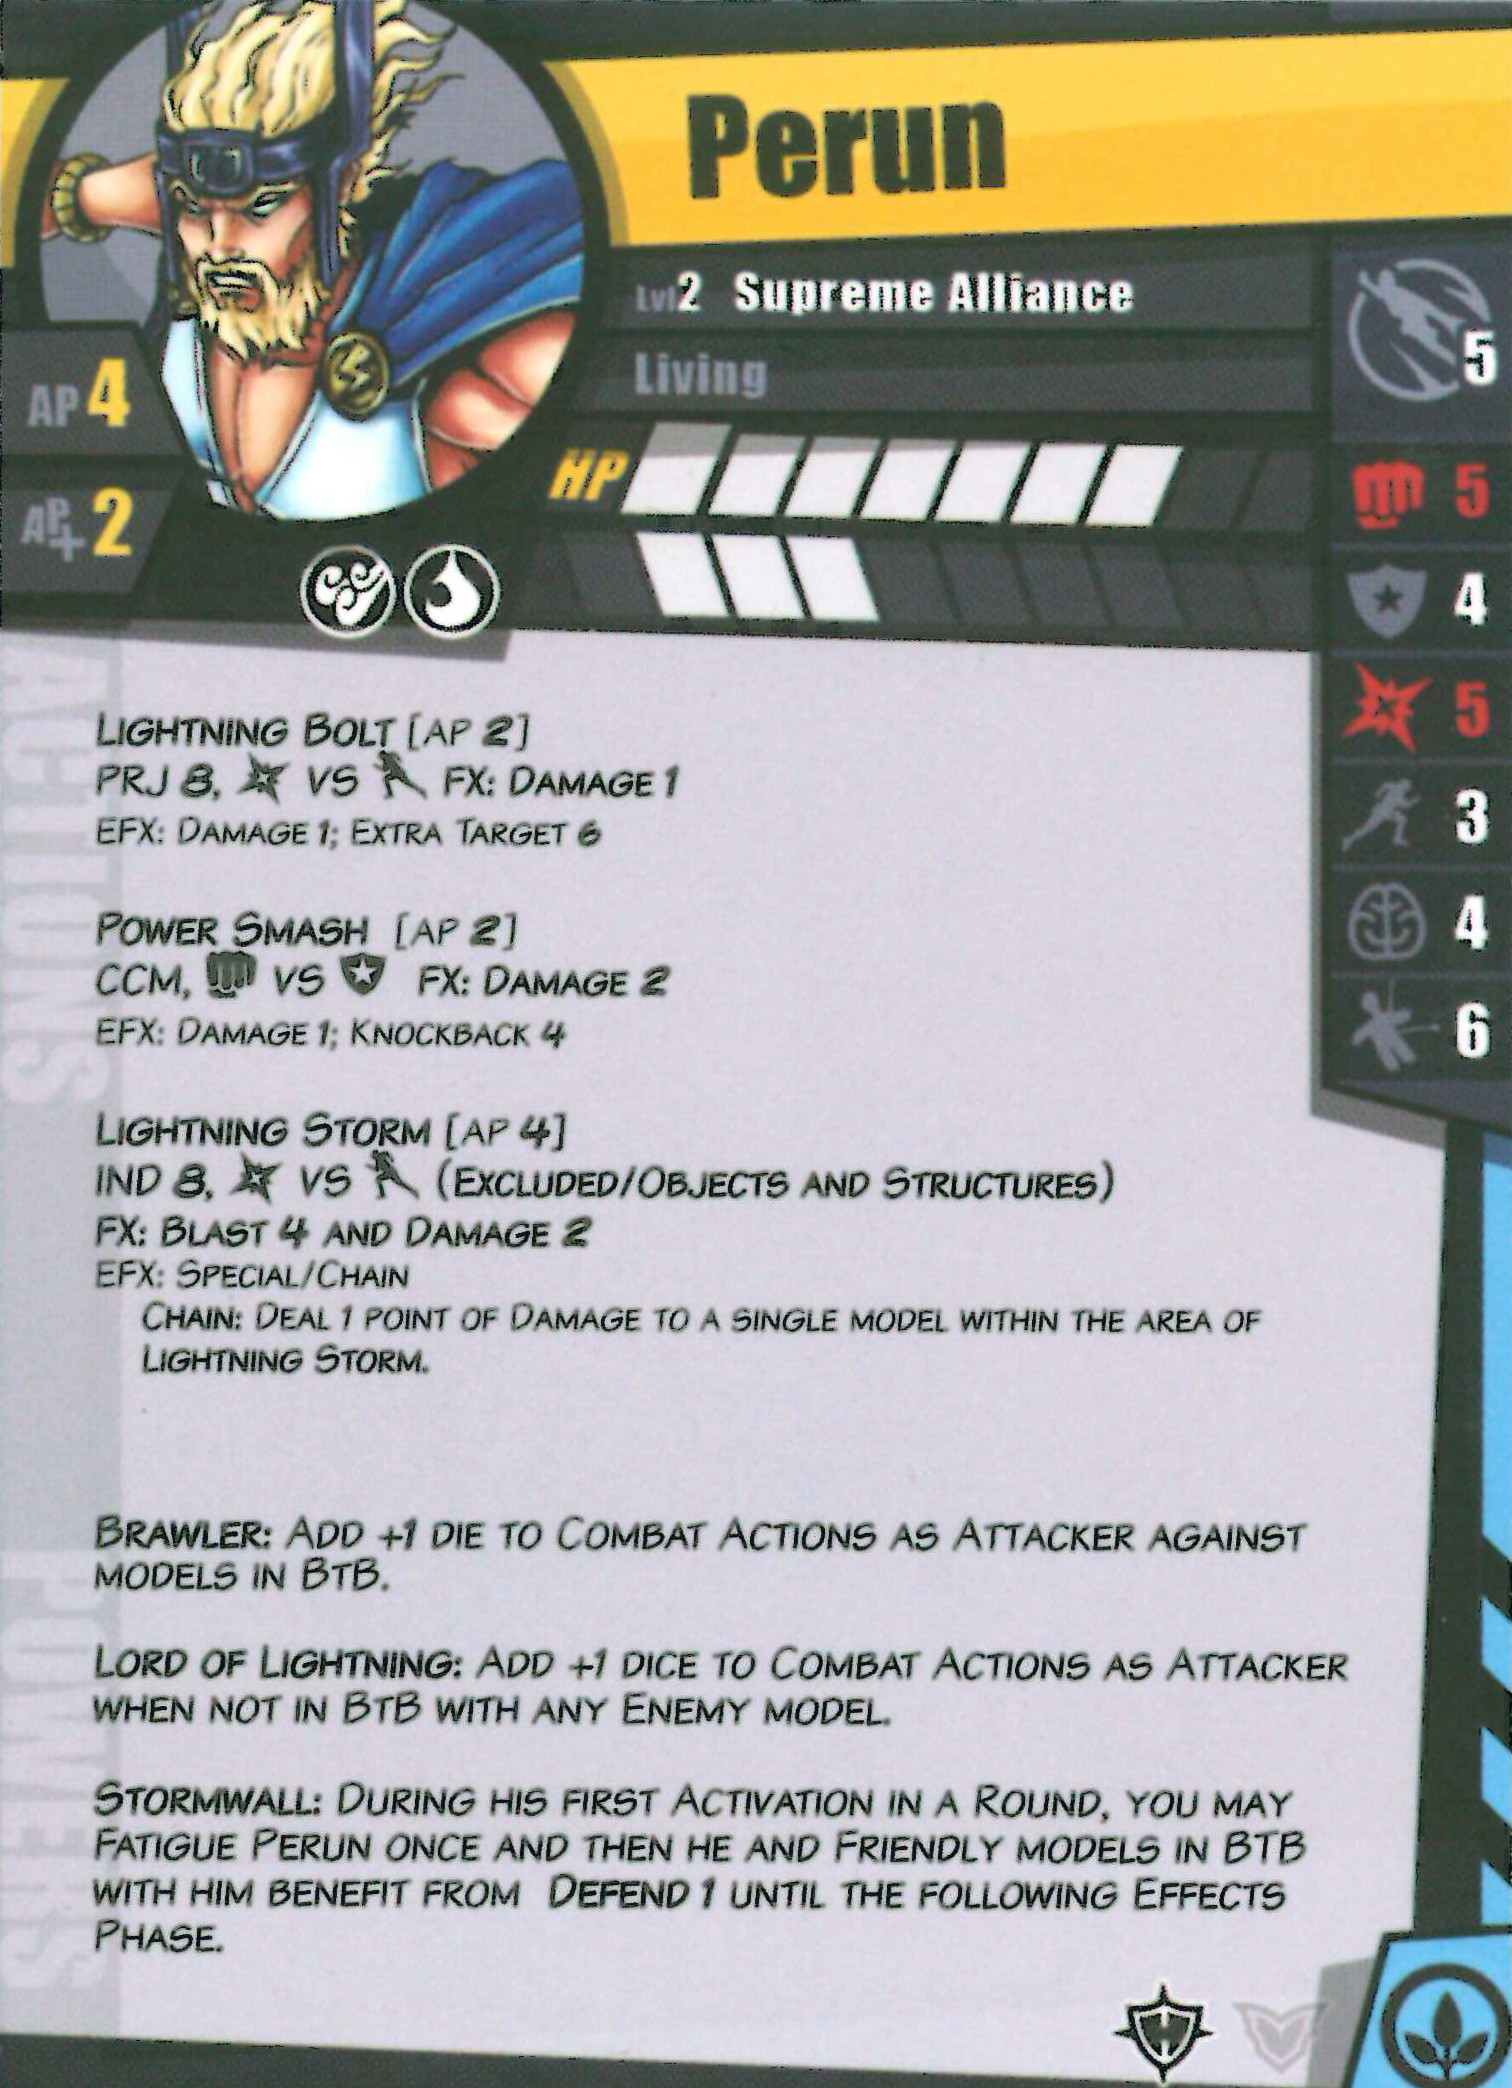 Perun
Lvl 2 Supreme Alliance
Living
5
AP 4
HP
5
AP+ 2
4
5
3
4
6
ACTIONS
LIGHTNING BOLT [AP 2]
PRJ 8, VS FX: DAMAGE 1
EFX: DAMAGE 1; EXTRA TARGET 6
POWER SMASH [AP 2]
CCM, VS FX: DAMAGE 2
EFX: DAMAGE 1; KNOCKBACK 4
LIGHTNING STORM [AP 4]
IND 8, VS (EXCLUDED/OBJECTS AND STRUCTURES)
FX: BLAST 4 AND DAMAGE 2
EFX: SPECIAL/CHAIN
CHAIN: DEAL 1 POINT OF DAMAGE TO A SINGLE MODEL WITHIN THE AREA OF
LIGHTNING STORM.
POWERS
BRAWLER: ADD +1 DIE TO COMBAT ACTIONS AS ATTACKER AGAINST
MODELS IN BTB.
LORD OF LIGHTNING: ADD +1 DICE TO COMBAT ACTIONS AS ATTACKER
WHEN NOT IN BTB WITH ANY ENEMY MODEL.
STORMWALL: DURING HIS FIRST ACTIVATION IN A ROUND, YOU MAY
FATIGUE PERUN ONCE AND THEN HE AND FRIENDLY MODELS IN BTB
WITH HIM BENEFIT FROM DEFEND 1 UNTIL THE FOLLOWING EFFECTS
PHASE.